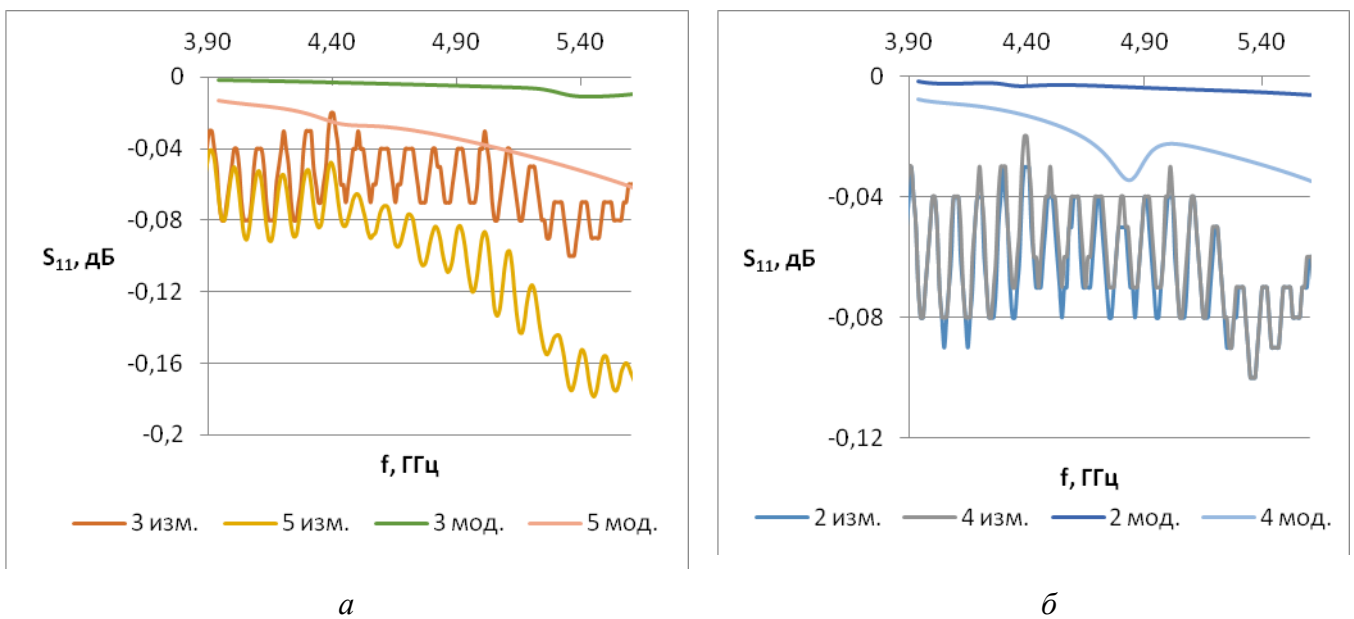 3,90 4,40 4,90 5,40
0
-0,04
-0,08
S₁₁, дБ
-0,12
-0,16
-0,2
f, ГГц
3 изм. 5 изм. 3 мод. 5 мод.
а
3,90 4,40 4,90 5,40
0
-0,04
S₁₁, дБ
-0,08
-0,12
f, ГГц
2 изм. 4 изм. 2 мод. 4 мод.
б